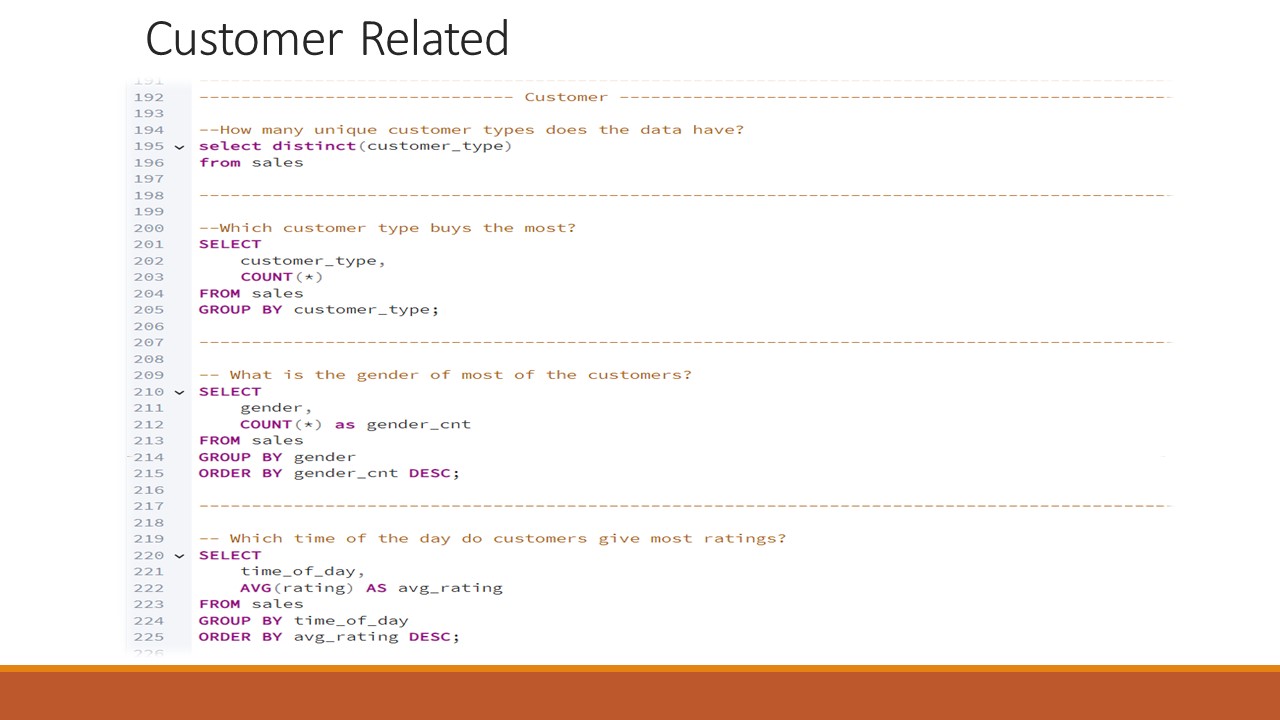 Customer Related
191 --------------------------------------------------------------------------------------------
192 ------------------------------ Customer -----------------------------------------------------
193
194 --How many unique customer types does the data have?
195 select distinct(customer_type)
196 from sales
197
198 ---------------------------------------------------------------------------------------------
199
200 --Which customer type buys the most?
201 SELECT
202     customer_type,
203     COUNT(*)
204 FROM sales
205 GROUP BY customer_type;
206
207 ---------------------------------------------------------------------------------------------
208
209 -- What is the gender of most of the customers?
210 SELECT
211     gender,
212     COUNT(*) as gender_cnt
213 FROM sales
214 GROUP BY gender
215 ORDER BY gender_cnt DESC;
216
217 ---------------------------------------------------------------------------------------------
218
219 -- Which time of the day do customers give most ratings?
220 SELECT
221     time_of_day,
222     AVG(rating) AS avg_rating
223 FROM sales
224 GROUP BY time_of_day
225 ORDER BY avg_rating DESC;
226